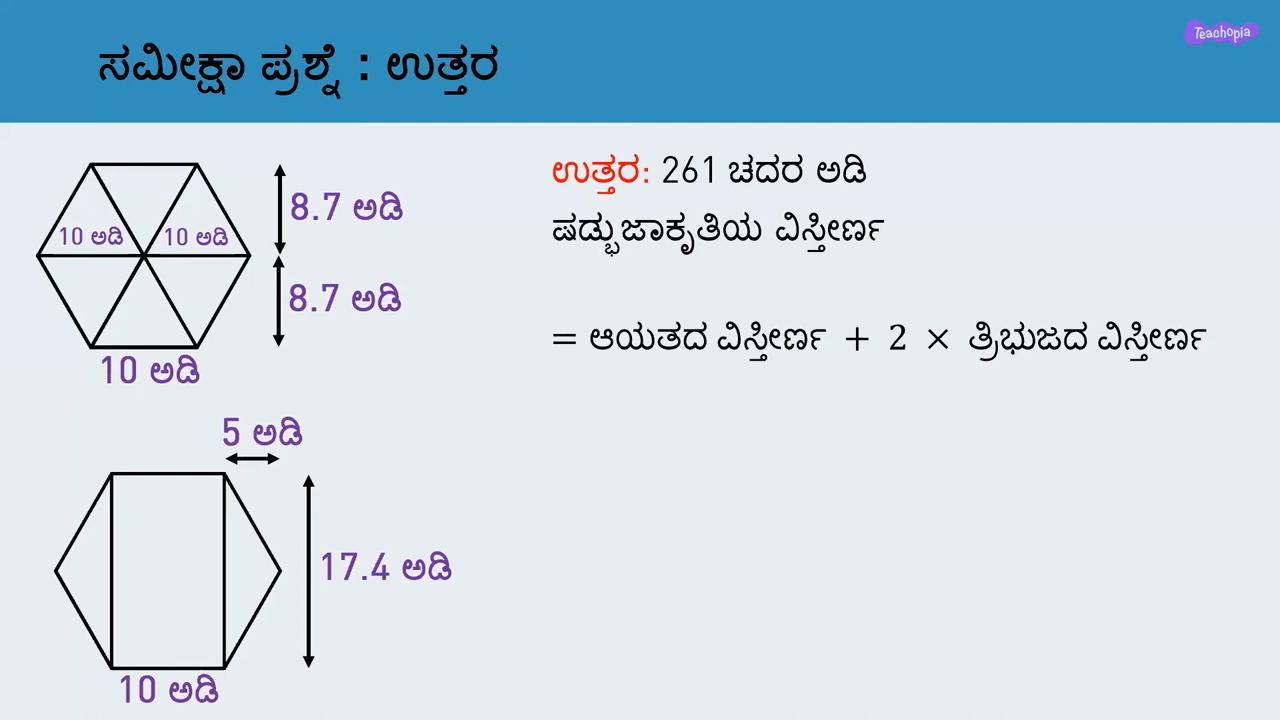 ಸಮೀಕ್ಷಾ ಪ್ರಶ್ನೆ : ಉತ್ತರ
Teachopia
8.7 ಅಡಿ
10 ಅಡಿ 10 ಅಡಿ
8.7 ಅಡಿ
10 ಅಡಿ
5 ಅಡಿ
17.4 ಅಡಿ
10 ಅಡಿ
ಉತ್ತರ: 261 ಚದರ ಅಡಿ
ಷಡ್ಭುಜಾಕೃತಿಯ ವಿಸ್ತೀರ್ಣ
= ಆಯತದ ವಿಸ್ತೀರ್ಣ + 2 × ತ್ರಿಭುಜದ ವಿಸ್ತೀರ್ಣ